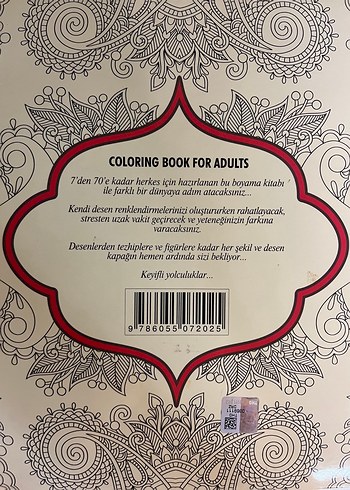 COLORING BOOK FOR ADULTS
7'den 70'e kadar herkes için hazırlanan bu boyama kitabı
ile farklı bir dünyaya adım atacaksınız...
Kendi desen renklendirmelerinizi oluştururken rahalayacak,
stresten uzak vakit geçirecek ve yeteneğinizin farkına
varacaksınız.
Desenlerden tezhiplere ve figürlere kadar her şekil ve desen
kapağın hemen ardında sizi bekliyor...
Keyifli yolculuklar...
9 786055 072025